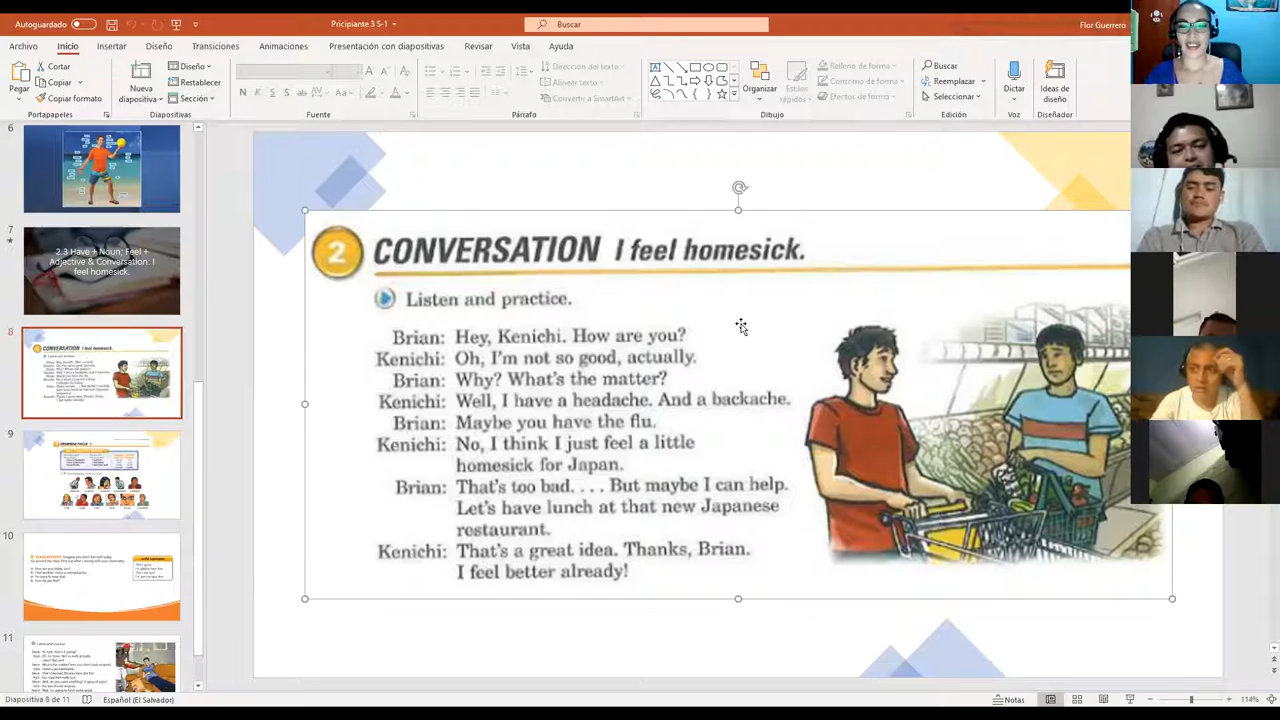 Autoguardado
Pricipiante 3 S-1
Buscar
Flor Guerrero
Archivo
Inicio
Insertar
Diseño
Transiciones
Animaciones
Presentación con diapositivas
Revisar
Vista
Ayuda
Pegar
Cortar
Copiar
Copiar formato
Portapapeles
Nueva
diapositiva
Diseño
Restablecer
Sección
Diapositivas
N K S S ab AV Aa A
Fuente
Dirección del texto
Alinear texto
Convertir a SmartArt
Párrafo
Organizar
Estilos
rápidos
Relleno de forma
Contorno de forma
Efectos de forma
Dibujo
Buscar
Reemplazar
Seleccionar
Edición
Dictar
Voz
Ideas de
diseño
Diseñador
6
7
2.3 Have + Noun; Feel +
Adjective & Conversation: I
feel homesick.
8
9
10
11
2 CONVERSATION I feel homesick.
Listen and practice.
Brian: Hey, Kenichi. How are you?
Kenichi: Oh, I'm not so good, actually.
Brian: Why? What's the matter?
Kenichi: Well, I have a headache. And a backache.
Brian: Maybe you have the flu.
Kenichi: No, I think I just feel a little
homesick for Japan.
Brian: That's too bad. . . . But maybe I can help.
Let's have lunch at that new Japanese
restaurant.
Kenichi: That's a great idea. Thanks, Brian.
I feel better already!
Diapositiva 8 de 11
Español (El Salvador)
Notas
114%